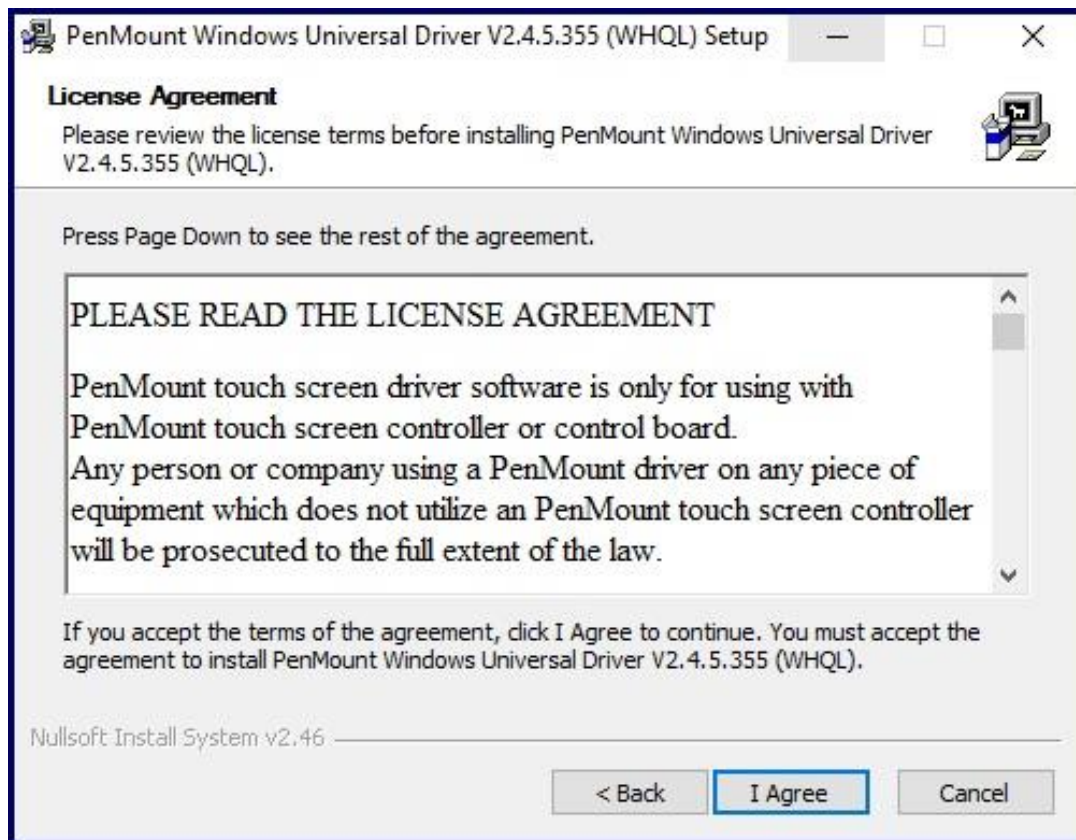 PenMount Windows Universal Driver V2.4.5.355 (WHQL) Setup
License Agreement
Please review the license terms before installing PenMount Windows Universal Driver
V2.4.5.355 (WHQL).
Press Page Down to see the rest of the agreement.
PLEASE READ THE LICENSE AGREEMENT
PenMount touch screen driver software is only for using with
PenMount touch screen controller or control board.
Any person or company using a PenMount driver on any piece of
equipment which does not utilize an PenMount touch screen controller
will be prosecuted to the full extent of the law.
If you accept the terms of the agreement, click I Agree to continue. You must accept the
agreement to install PenMount Windows Universal Driver V2.4.5.355 (WHQL).
Nullsoft Install System v2.46
< Back
I Agree
Cancel